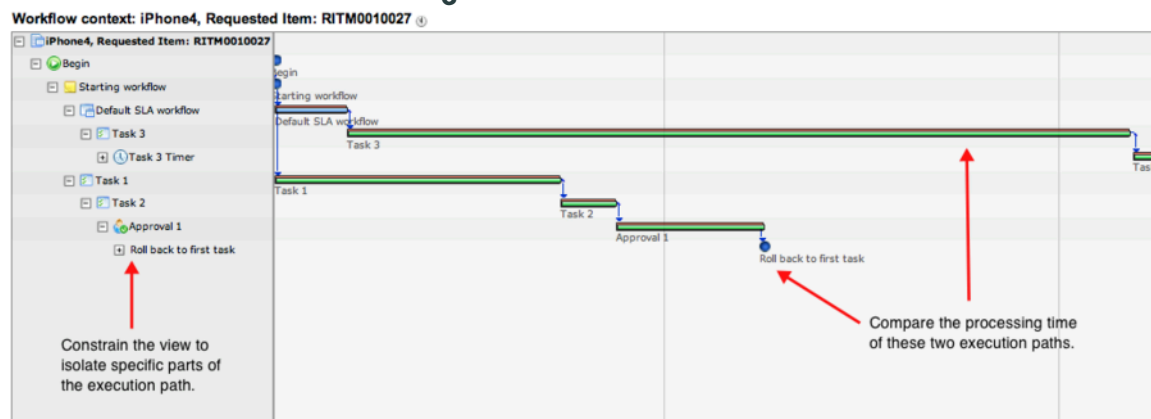 Workflow context: iPhone4, Requested Item: RITM0010027
iPhone4, Requested Item: RITM0010027
Begin
egin
Starting workflow
tarting workflow
Default SLA workflow
Default SLA workflow
Task 3
Task 3
Task 3 Timer
Tas
Task 1
Task 1
Task 2
Task 2
Approval 1
Approval 1
Roll back to first task
Roll back to first task
Constrain the view to
isolate specific parts of
the execution path.
Compare the processing time
of these two execution paths.